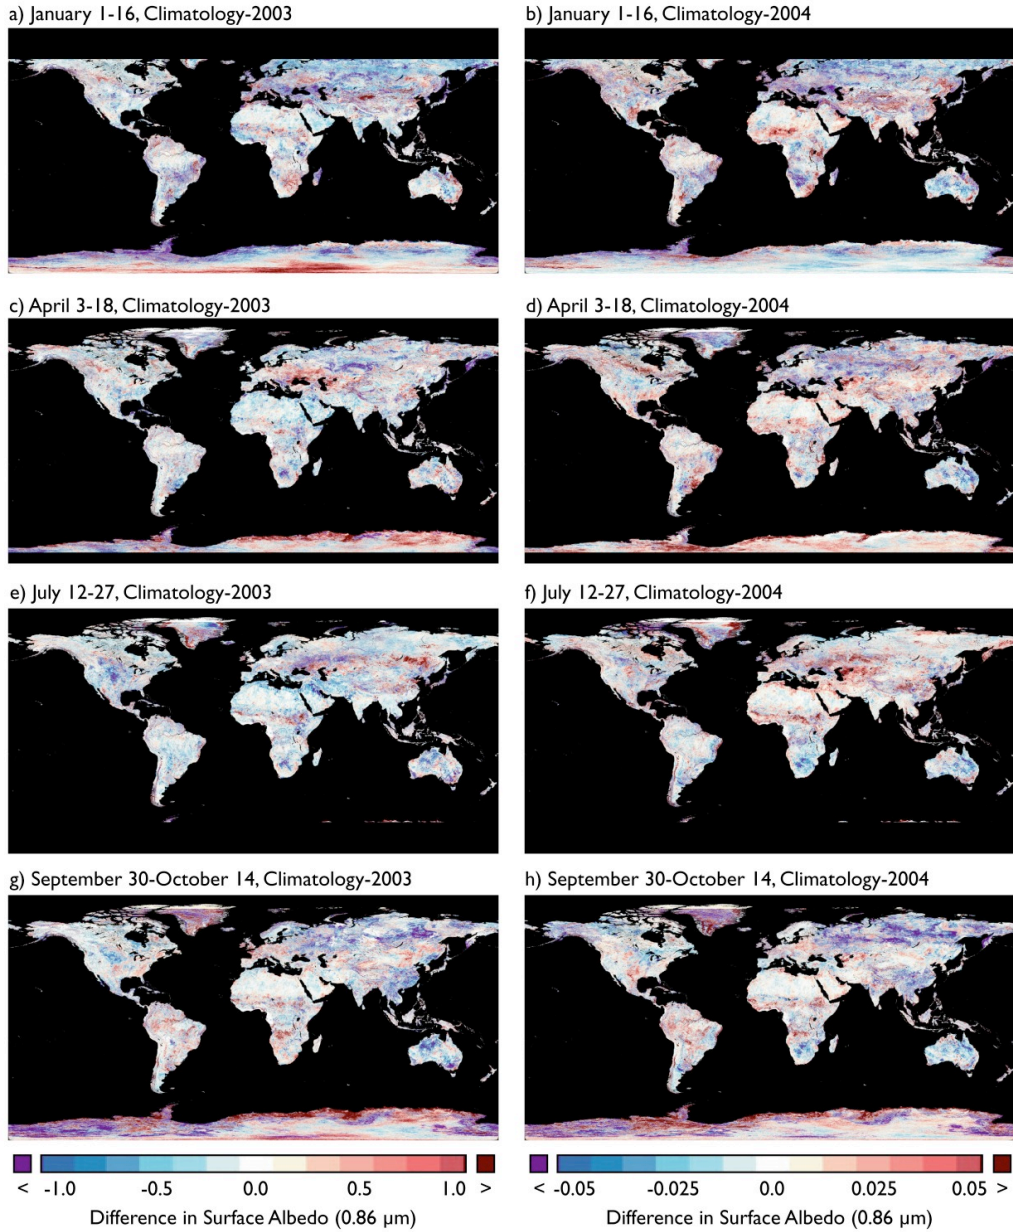 a) January 1-16, Climatology-2003
b) January 1-16, Climatology-2004
c) April 3-18, Climatology-2003
d) April 3-18, Climatology-2004
e) July 12-27, Climatology-2003
f) July 12-27, Climatology-2004
g) September 30-October 14, Climatology-2003
h) September 30-October 14, Climatology-2004
< -1.0 -0.5 0.0 0.5 1.0 >
Difference in Surface Albedo (0.86 µm)
< -0.05 -0.025 0.0 0.025 0.05 >
Difference in Surface Albedo (0.86 µm)